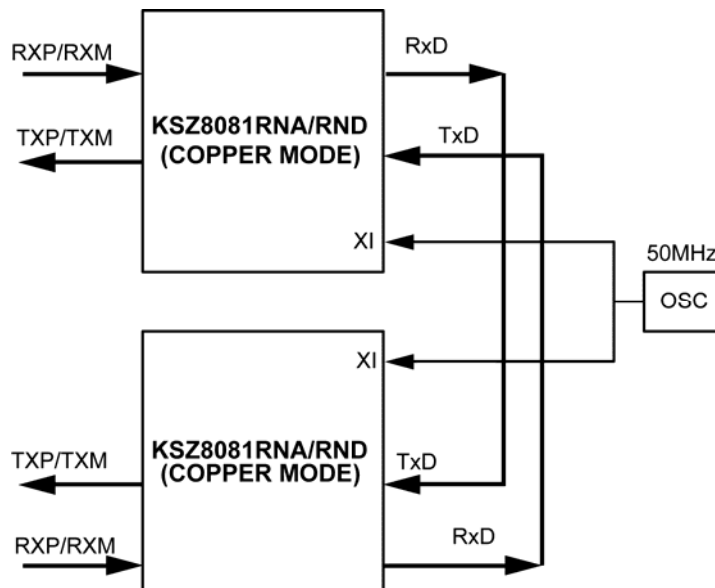 RXP/RXM
RxD
TXP/TXM
KSZ8081RNA/RND
(COPPER MODE)
TxD
XI
50MHz
OSC
XI
KSZ8081RNA/RND
(COPPER MODE)
TXP/TXM
TxD
RXP/RXM
RxD